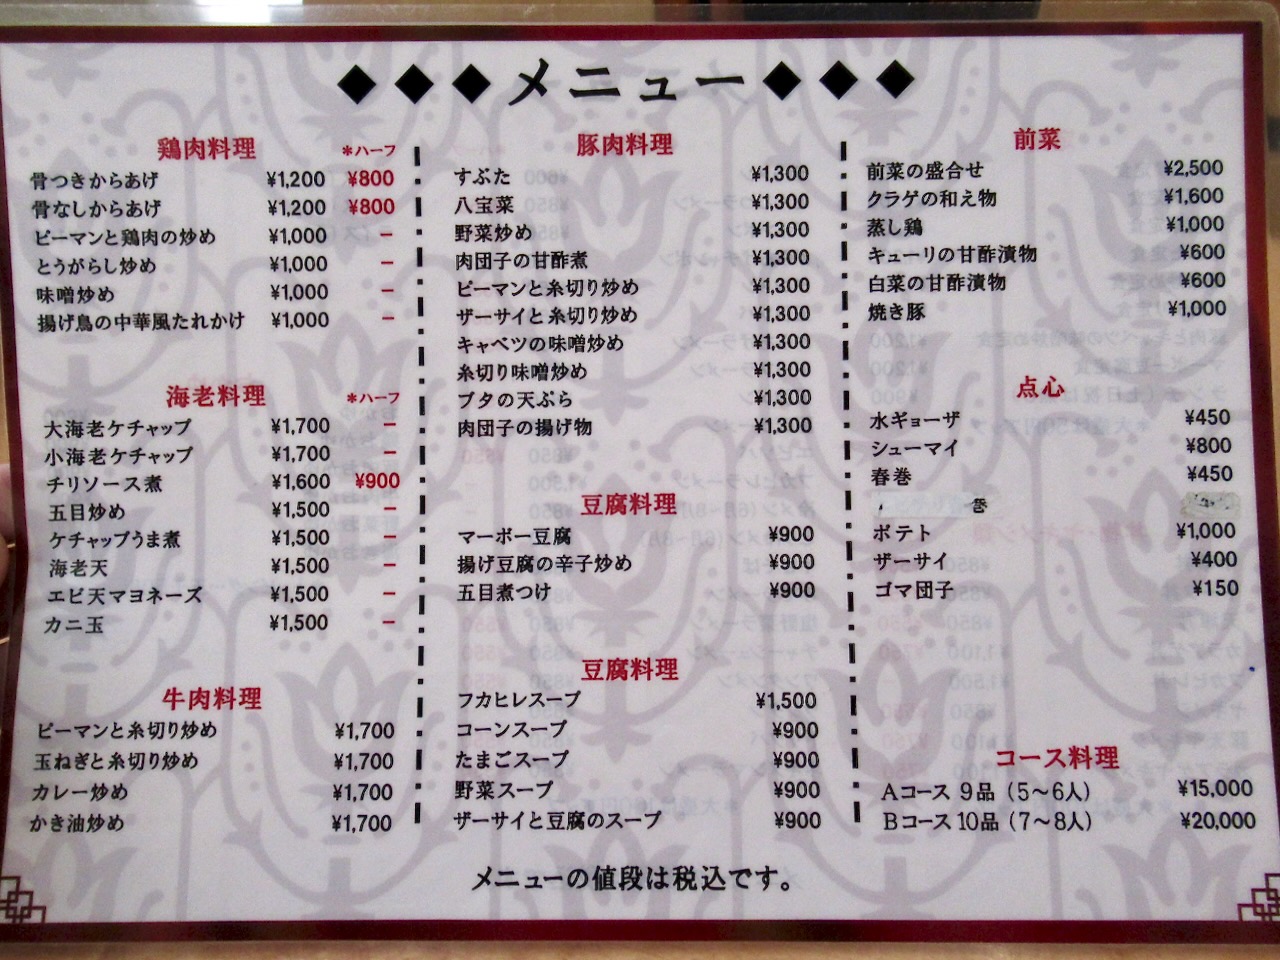 ◆◆◆メニュー◆◆◆
鶏肉料理 *ハーフ
骨つきからあげ ¥1,200 ¥800
骨なしからあげ ¥1,200 ¥800
ピーマンと鶏肉の炒め ¥1,000 －
とうがらし炒め ¥1,000 －
味噌炒め ¥1,000 －
揚げ鳥の中華風たれかけ ¥1,000 －
海老料理 *ハーフ
大海老ケチャップ ¥1,700 －
小海老ケチャップ ¥1,700 －
チリソース煮 ¥1,600 ¥900
五目炒め ¥1,500 －
ケチャップうま煮 ¥1,500 －
海老天 ¥1,500 －
エビ天マヨネーズ ¥1,500 －
カニ玉 ¥1,500 －
牛肉料理
ピーマンと糸切り炒め ¥1,700
玉ねぎと糸切り炒め ¥1,700
カレー炒め ¥1,700
かき油炒め ¥1,700
豚肉料理
すぶた ¥1,300
八宝菜 ¥1,300
野菜炒め ¥1,300
肉団子の甘酢煮 ¥1,300
ピーマンと糸切り炒め ¥1,300
ザーサイと糸切り炒め ¥1,300
キャベツの味噌炒め ¥1,300
糸切り味噌炒め ¥1,300
ブタの天ぷら ¥1,300
肉団子の揚げ物 ¥1,300
豆腐料理
マーボー豆腐 ¥900
揚げ豆腐の辛子炒め ¥900
五目煮つけ ¥900
豆腐料理
フカヒレスープ ¥1,500
コーンスープ ¥900
たまごスープ ¥900
野菜スープ ¥900
ザーサイと豆腐のスープ ¥900
前菜
前菜の盛合せ ¥2,500
クラゲの和え物 ¥1,600
蒸し鶏 ¥1,000
キューリの甘酢漬物 ¥600
白菜の甘酢漬物 ¥600
焼き豚 ¥1,000
点心
水ギョーザ ¥450
シューマイ ¥800
春巻 ¥450
巻
ポテト ¥1,000
ザーサイ ¥400
ゴマ団子 ¥150
コース料理
Aコース 9品（5～6人） ¥15,000
Bコース 10品（7～8人） ¥20,000
メニューの値段は税込です。